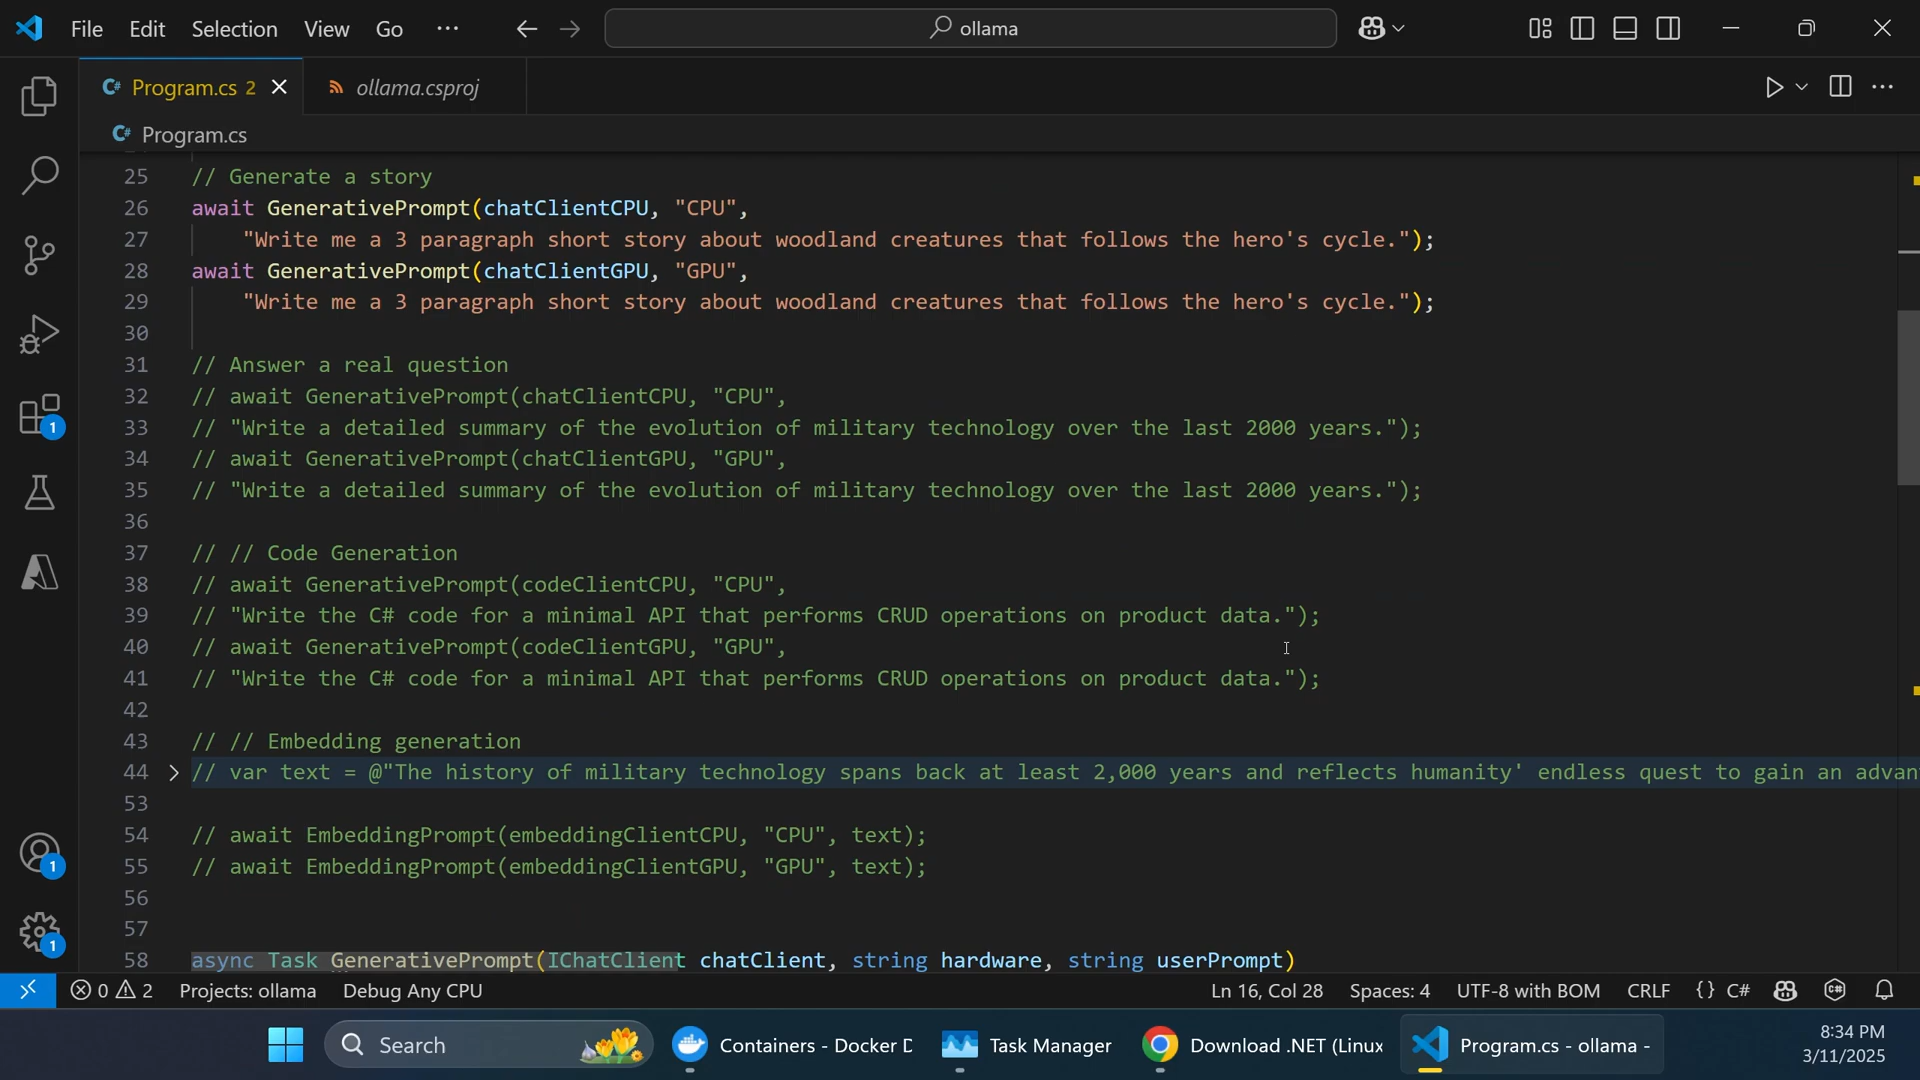 File Edit Selection View Go ···
ollama
Program.cs 2
ollama.csproj
Program.cs
25 // Generate a story
26 await GenerativePrompt(chatClientCPU, "CPU",
27 "Write me a 3 paragraph short story about woodland creatures that follows the hero's cycle.");
28 await GenerativePrompt(chatClientGPU, "GPU",
29 "Write me a 3 paragraph short story about woodland creatures that follows the hero's cycle.");
30
31 // Answer a real question
32 // await GenerativePrompt(chatClientCPU, "CPU",
33 // "Write a detailed summary of the evolution of military technology over the last 2000 years.");
34 // await GenerativePrompt(chatClientGPU, "GPU",
35 // "Write a detailed summary of the evolution of military technology over the last 2000 years.");
36
37 // // Code Generation
38 // await GenerativePrompt(codeClientCPU, "CPU",
39 // "Write the C# code for a minimal API that performs CRUD operations on product data.");
40 // await GenerativePrompt(codeClientGPU, "GPU",
41 // "Write the C# code for a minimal API that performs CRUD operations on product data.");
42
43 // // Embedding generation
44 // var text = @"The history of military technology spans back at least 2,000 years and reflects humanity' endless quest to gain an advan
53
54 // await EmbeddingPrompt(embeddingClientCPU, "CPU", text);
55 // await EmbeddingPrompt(embeddingClientGPU, "GPU", text);
56
57
58 async Task GenerativePrompt(IChatClient chatClient, string hardware, string userPrompt)
1
1
1
0 2 Projects: ollama Debug Any CPU Ln 16, Col 28 Spaces: 4 UTF-8 with BOM CRLF {} C#
Search
Containers - Docker D
Task Manager
Download .NET (Linux
Program.cs - ollama -
8:34 PM
3/11/2025